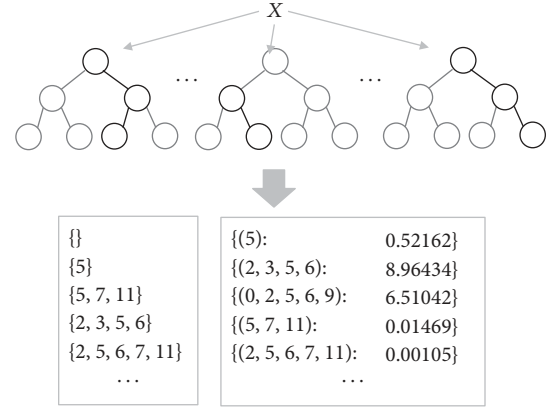 X
... ...
{}
{5}
{5, 7, 11}
{2, 3, 5, 6}
{2, 5, 6, 7, 11}
...
{(5): 0.52162}
{(2, 3, 5, 6): 8.96434}
{(0, 2, 5, 6, 9): 6.51042}
{(5, 7, 11): 0.01469}
{(2, 5, 6, 7, 11): 0.00105}
...